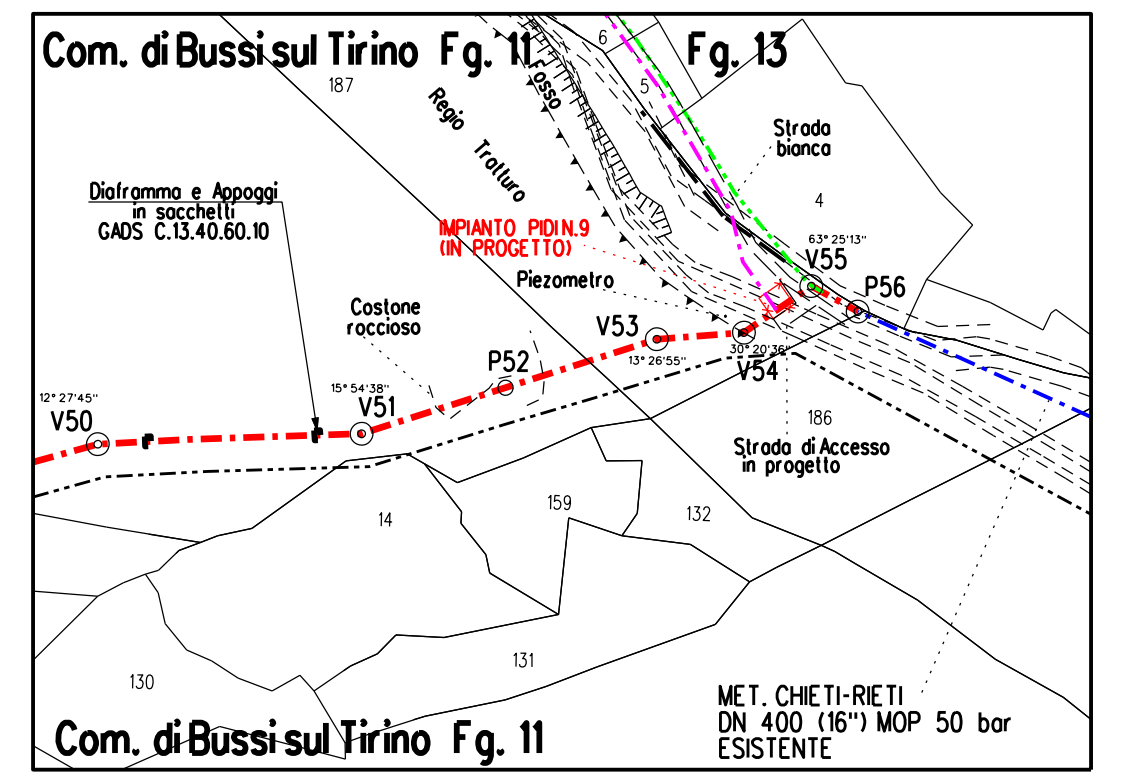 Com. di Bussi sul Tirino Fg. 11
Fg. 13
187
6
5
Fosso
Regio Tratturo
Strada
bianca
4
Diaframma e Appoggi
in sacchetti
GADS C.13.40.60.10
IMPIANTO PIDI N.9
(IN PROGETTO)
63° 25'13"
V55
P56
Piezometro
Costone
roccioso
V53
13° 26'55"
30° 20'36"
V54
P52
15° 54'38"
V51
12° 27'45"
V50
186
Strada di Accesso
in progetto
159
132
14
131
130
MET. CHIETI-RIETI
DN 400 (16") MOP 50 bar
ESISTENTE
Com. di Bussi sul Tirino Fg. 11